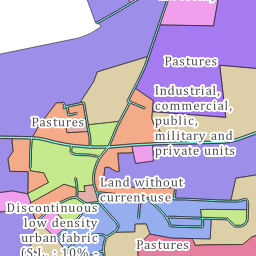 Pastures
Industrial,
commercial,
public,
military and
private units
Pastures
Land without
current use
Discontinuous
low density
urban fabric
(S.L. : 10% -
Pastures